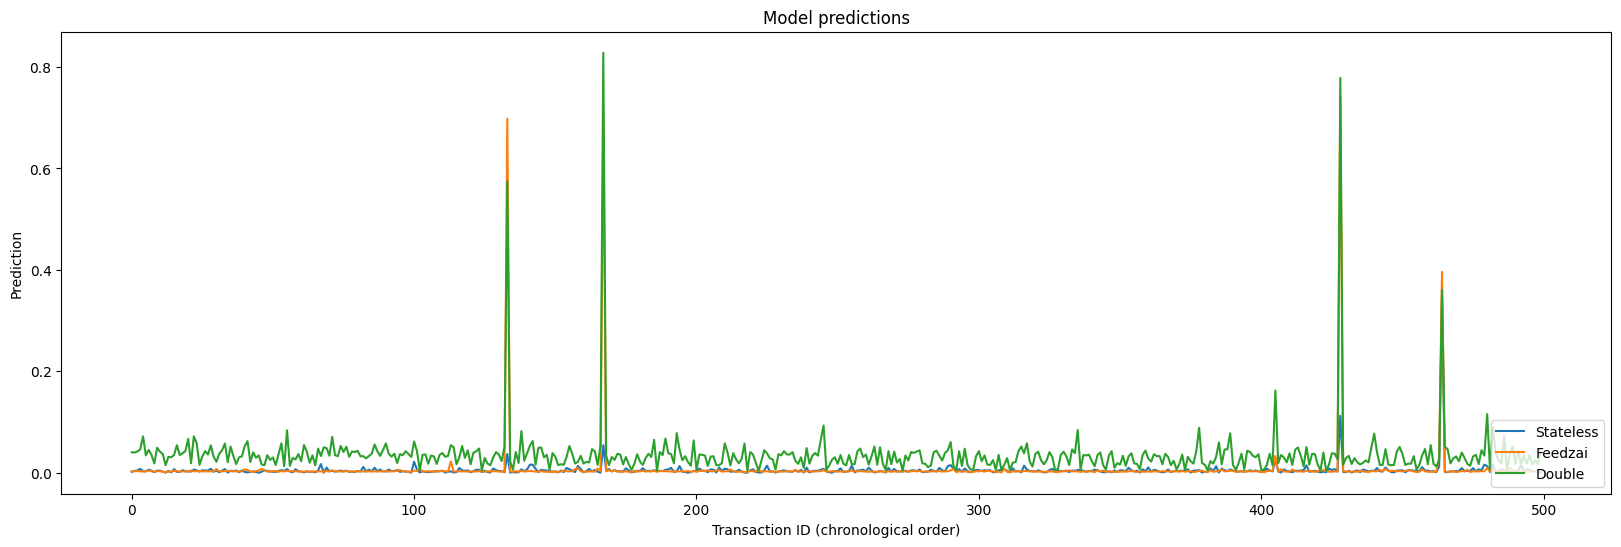 Model predictions
Prediction
0.8
0.6
0.4
0.2
0.0
0
100
200
300
400
500
Transaction ID (chronological order)
Stateless
Feedzai
Double